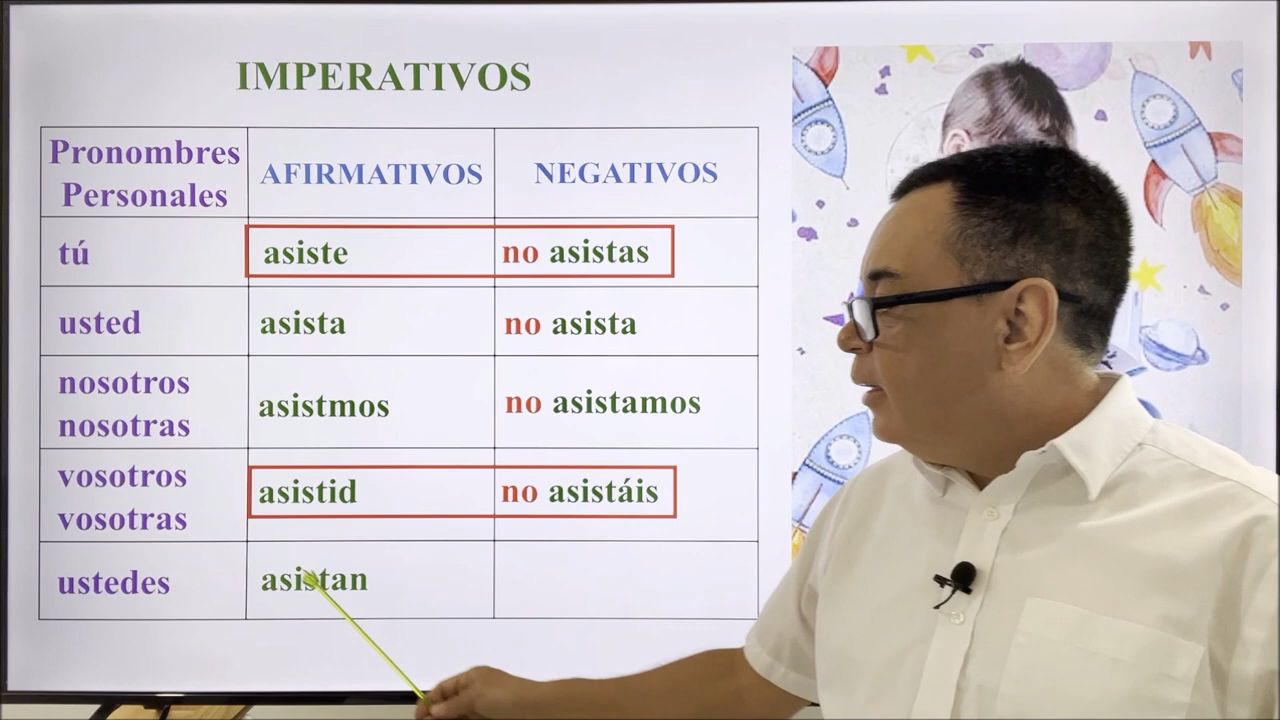 IMPERATIVOS
Pronombres
Personales
AFIRMATIVOS
NEGATIVOS
tú
asiste
no asistas
usted
asista
no asista
nosotros
nosotras
asistmos
no asistamos
vosotros
vosotras
asistid
no asistáis
ustedes
asistan